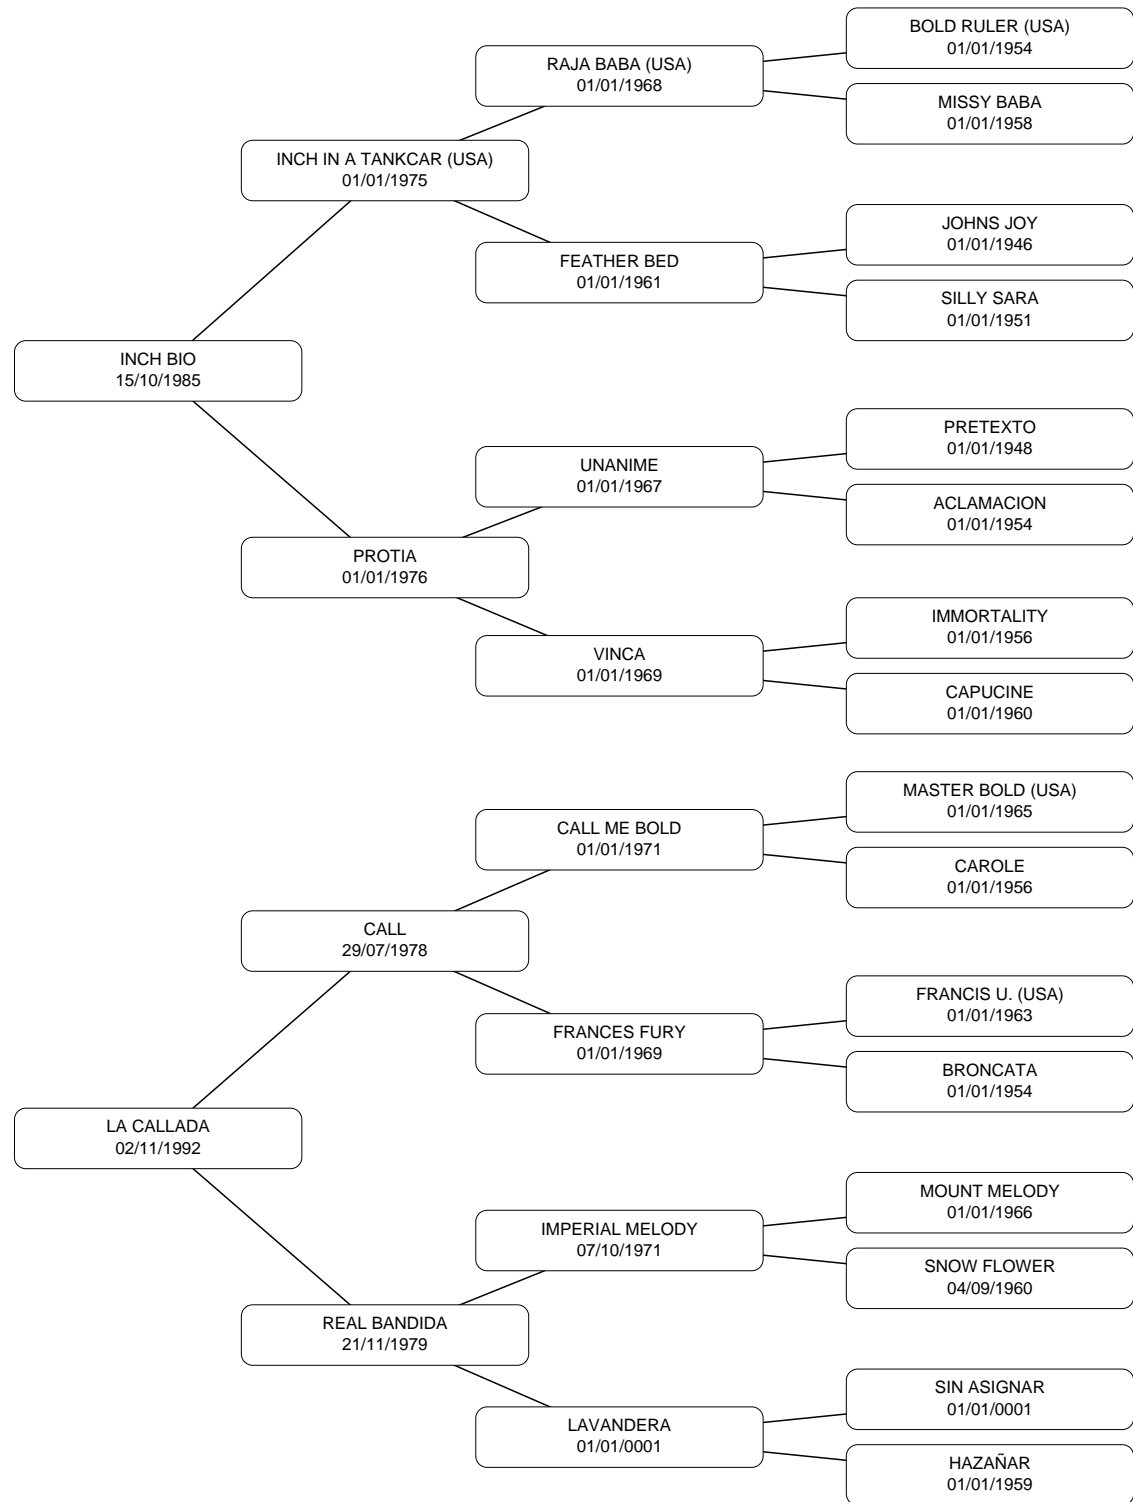 BOLD RULER (USA)
01/01/1954
RAJA BABA (USA)
01/01/1968
MISSY BABA
01/01/1958
INCH IN A TANKCAR (USA)
01/01/1975
JOHNS JOY
01/01/1946
FEATHER BED
01/01/1961
SILLY SARA
01/01/1951
INCH BIO
15/10/1985
PRETEXTO
01/01/1948
UNANIME
01/01/1967
ACLAMACION
01/01/1954
PROTIA
01/01/1976
IMMORTALITY
01/01/1956
VINCA
01/01/1969
CAPUCINE
01/01/1960
MASTER BOLD (USA)
01/01/1965
CALL ME BOLD
01/01/1971
CAROLE
01/01/1956
CALL
29/07/1978
FRANCIS U. (USA)
01/01/1963
FRANCES FURY
01/01/1969
BRONCATA
01/01/1954
LA CALLADA
02/11/1992
MOUNT MELODY
01/01/1966
IMPERIAL MELODY
07/10/1971
SNOW FLOWER
04/09/1960
REAL BANDIDA
21/11/1979
SIN ASIGNAR
01/01/0001
LAVANDERA
01/01/0001
HAZAÑAR
01/01/1959